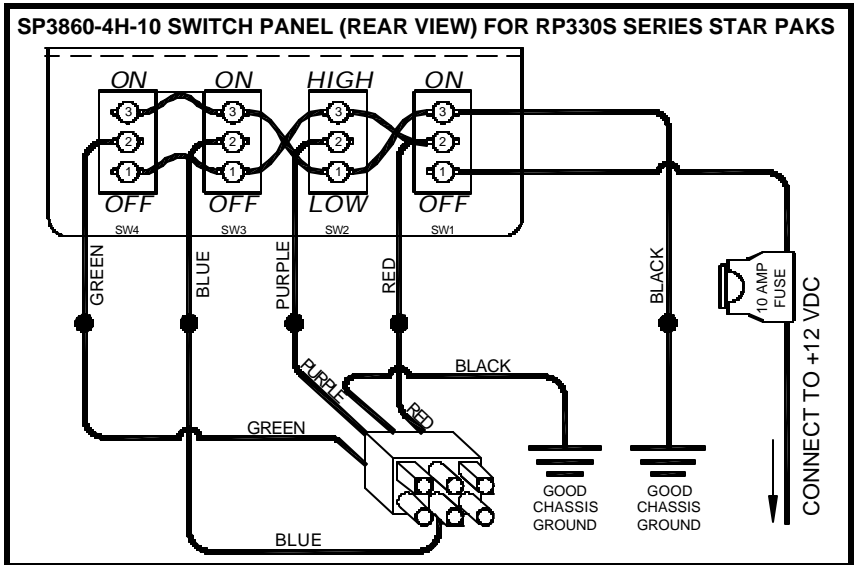 SP3860-4H-10 SWITCH PANEL (REAR VIEW) FOR RP330S SERIES STAR PAKS
ON
ON
HIGH
ON
3
3
3
3
2
2
2
2
1
1
1
1
OFF
OFF
LOW
OFF
SW4
SW3
SW2
SW1
GREEN
BLUE
PURPLE
RED
BLACK
10 AMP
FUSE
CONNECT TO +12 VDC
PURPLE
BLACK
RED
GREEN
GOOD
CHASSIS
GROUND
GOOD
CHASSIS
GROUND
BLUE